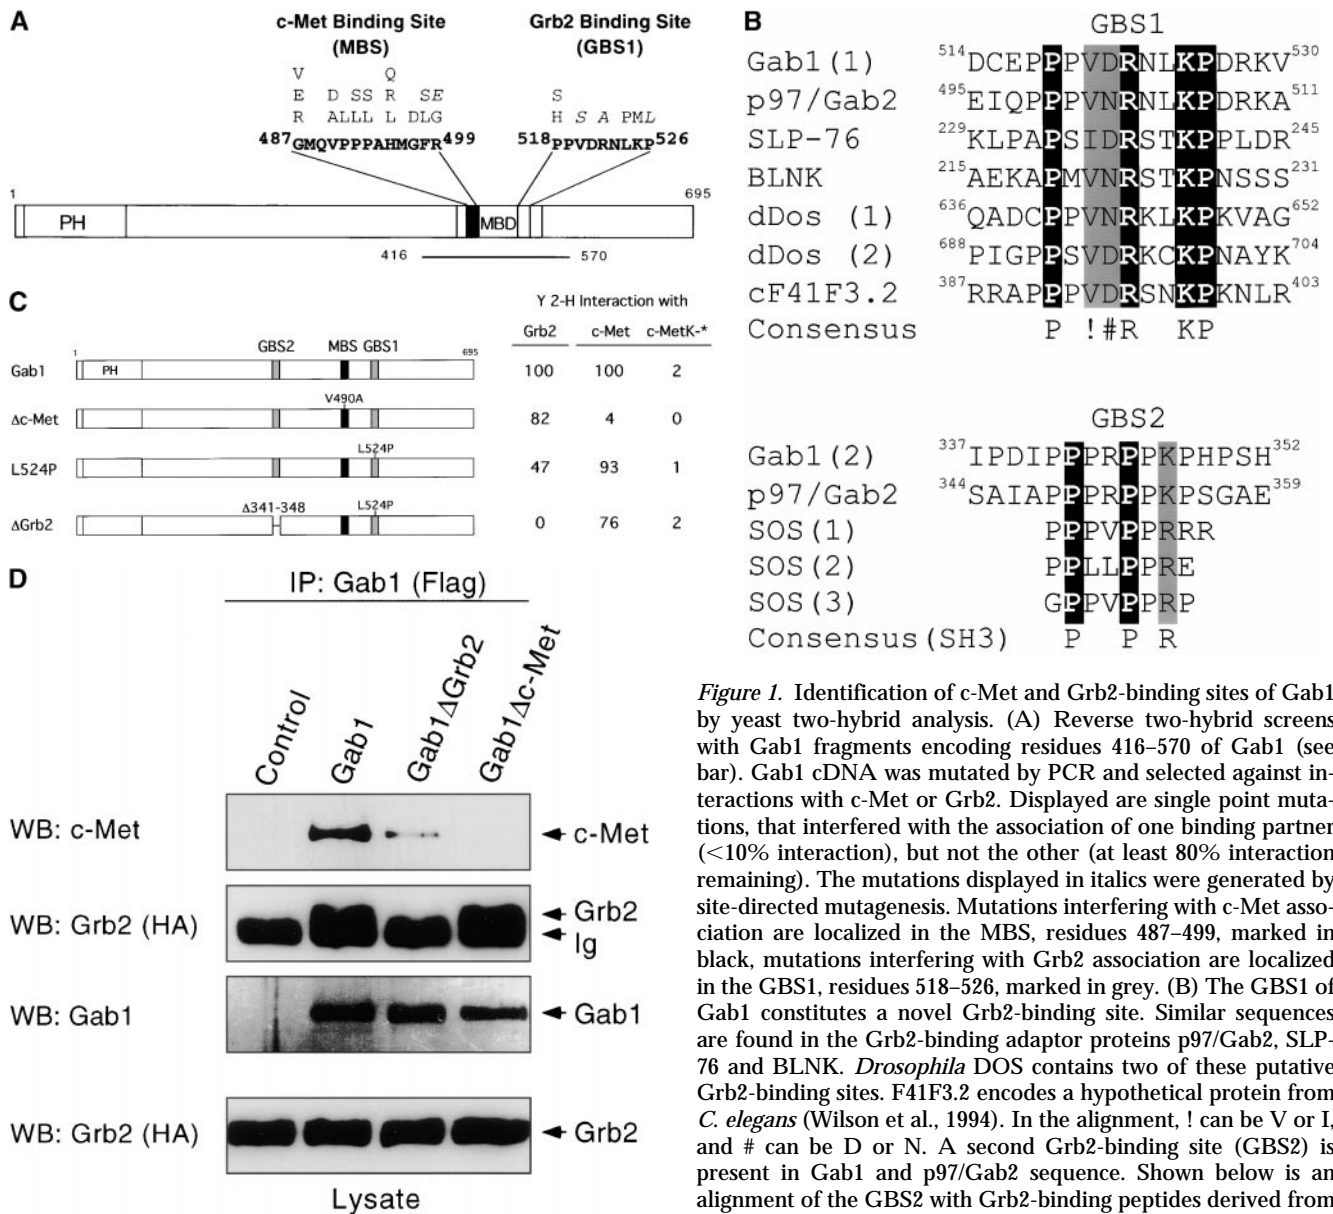 A
c-Met Binding Site
(MBS)
Grb2 Binding Site
(GBS1)
V Q
E D SS R SE S
R ALLL L DLG H S A PML
487GMQVPPPAHMGFR499 518PPVDRNLKP526
1 695
PH MBD
416 570
B
GBS1
Gab1(1) 514DCEPPPVDRNLKPDRKV530
p97/Gab2 495EIQPPPVNRNLKPDRKA511
SLP-76 229KLPAPSIDRSTKPPLDR245
BLNK 215AEKAPMVNRSTKPNSSS231
dDos (1) 636QADCPPVNRKLKPKVAG652
dDos (2) 688PIGPPSVDRKCKPNAYK704
cF41F3.2 387RRAPPPVDRSNKPKNLR403
Consensus P !#R KP
GBS2
Gab1(2) 337IPDIPPPRPPKPHPSH352
p97/Gab2 344SAIAPPPRPPKPSGAE359
SOS(1) PPPVPPRRR
SOS(2) PPLLPPRE
SOS(3) GPPVPPRP
Consensus(SH3) P P R
C
Y 2-H Interaction with
Grb2 c-Met c-MetK-*
1 GBS2 MBS GBS1 695
Gab1 PH 100 100 2
V490A
Δc-Met 82 4 0
L524P
L524P 47 93 1
Δ341-348 L524P
ΔGrb2 0 76 2
D
IP: Gab1 (Flag)
Control Gab1 Gab1ΔGrb2 Gab1Δc-Met
WB: c-Met c-Met
WB: Grb2 (HA) Grb2
Ig
WB: Gab1 Gab1
WB: Grb2 (HA) Grb2
Lysate
Figure 1. Identification of c-Met and Grb2-binding sites of Gab1
by yeast two-hybrid analysis. (A) Reverse two-hybrid screens
with Gab1 fragments encoding residues 416–570 of Gab1 (see
bar). Gab1 cDNA was mutated by PCR and selected against in-
teractions with c-Met or Grb2. Displayed are single point muta-
tions, that interfered with the association of one binding partner
(<10% interaction), but not the other (at least 80% interaction
remaining). The mutations displayed in italics were generated by
site-directed mutagenesis. Mutations interfering with c-Met asso-
ciation are localized in the MBS, residues 487–499, marked in
black, mutations interfering with Grb2 association are localized
in the GBS1, residues 518–526, marked in grey. (B) The GBS1 of
Gab1 constitutes a novel Grb2-binding site. Similar sequences
are found in the Grb2-binding adaptor proteins p97/Gab2, SLP-
76 and BLNK. Drosophila DOS contains two of these putative
Grb2-binding sites. F41F3.2 encodes a hypothetical protein from
C. elegans (Wilson et al., 1994). In the alignment, ! can be V or I,
and # can be D or N. A second Grb2-binding site (GBS2) is
present in Gab1 and p97/Gab2 sequence. Shown below is an
alignment of the GBS2 with Grb2-binding peptides derived from